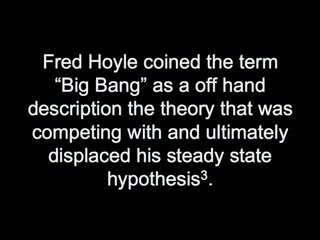 Fred Hoyle coined the term
“Big Bang” as a off hand
description the theory that was
competing with and ultimately
displaced his steady state
hypothesis³.